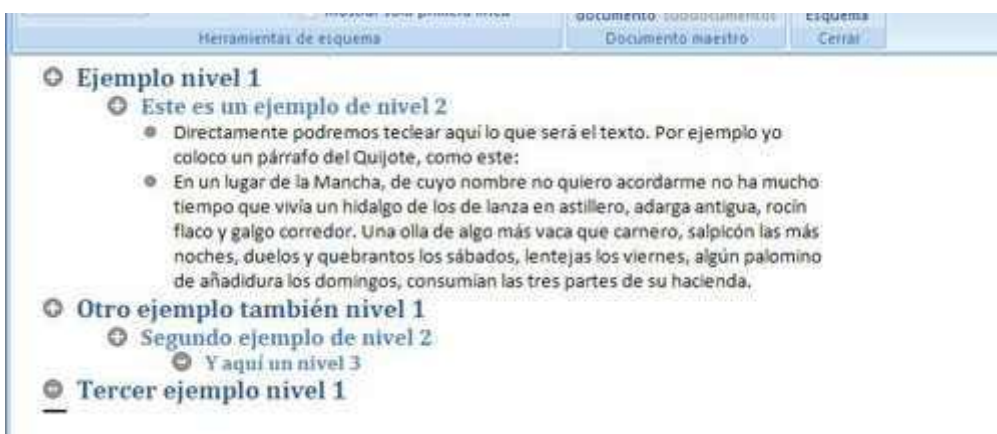 Mostrar solo primera línea
documento subdocumentos Esquema
Herramientas de esquema Documento maestro Cerrar
Ejemplo nivel 1
Este es un ejemplo de nivel 2
Directamente podremos teclear aquí lo que será el texto. Por ejemplo yo
coloco un párrafo del Quijote, como este:
En un lugar de la Mancha, de cuyo nombre no quiero acordarme no ha mucho
tiempo que vivía un hidalgo de los de lanza en astillero, adarga antigua, rocín
flaco y galgo corredor. Una olla de algo más vaca que carnero, salpicón las más
noches, duelos y quebrantos los sábados, lentejas los viernes, algún palomino
de añadidura los domingos, consumían las tres partes de su hacienda.
Otro ejemplo también nivel 1
Segundo ejemplo de nivel 2
Y aquí un nivel 3
Tercer ejemplo nivel 1